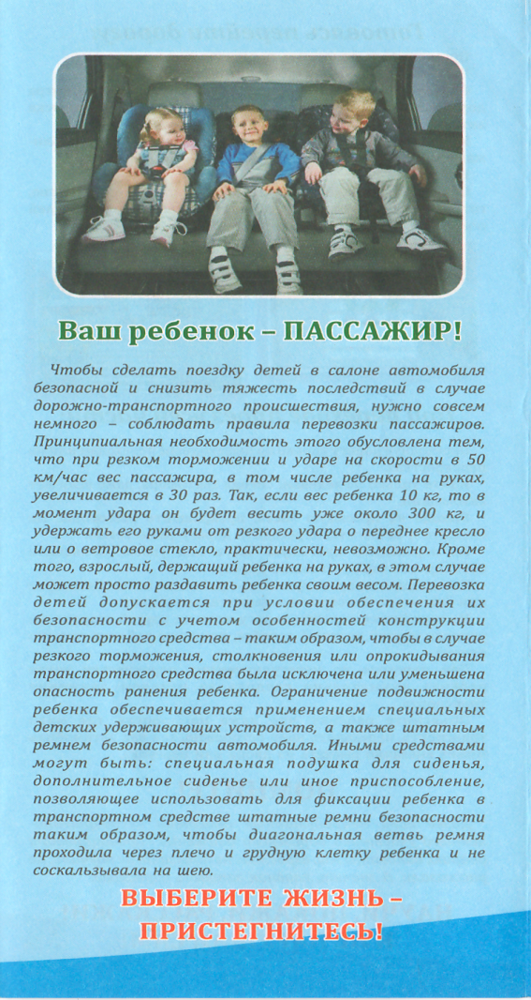 Ваш ребенок – ПАССАЖИР!
Чтобы сделать поездку детей в салоне автомобиля
безопасной и снизить тяжесть последствий в случае
дорожно-транспортного происшествия, нужно совсем
немного – соблюдать правила перевозки пассажиров.
Принципиальная необходимость этого обусловлена тем,
что при резком торможении и ударе на скорости в 50
км/час вес пассажира, в том числе ребенка на руках,
увеличивается в 30 раз. Так, если вес ребенка 10 кг, то в
момент удара он будет весить уже около 300 кг, и
удержать его руками от резкого удара о переднее кресло
или о ветровое стекло, практически, невозможно. Кроме
того, взрослый, держащий ребенка на руках, в этом случае
может просто раздавить ребенка своим весом. Перевозка
детей допускается при условии обеспечения их
безопасности с учетом особенностей конструкции
транспортного средства – таким образом, чтобы в случае
резкого торможения, столкновения или опрокидывания
транспортного средства была исключена или уменьшена
опасность ранения ребенка. Ограничение подвижности
ребенка обеспечивается применением специальных
детских удерживающих устройств, а также штатным
ремнем безопасности автомобиля. Иными средствами
могут быть: специальная подушка для сиденья,
дополнительное сиденье или иное приспособление,
позволяющее использовать для фиксации ребенка в
транспортном средстве штатные ремни безопасности
таким образом, чтобы диагональная ветвь ремня
проходила через плечо и грудную клетку ребенка и не
соскальзывала на шею.
ВЫБЕРИТЕ ЖИЗНЬ –
ПРИСТЕГНИТЕСЬ!